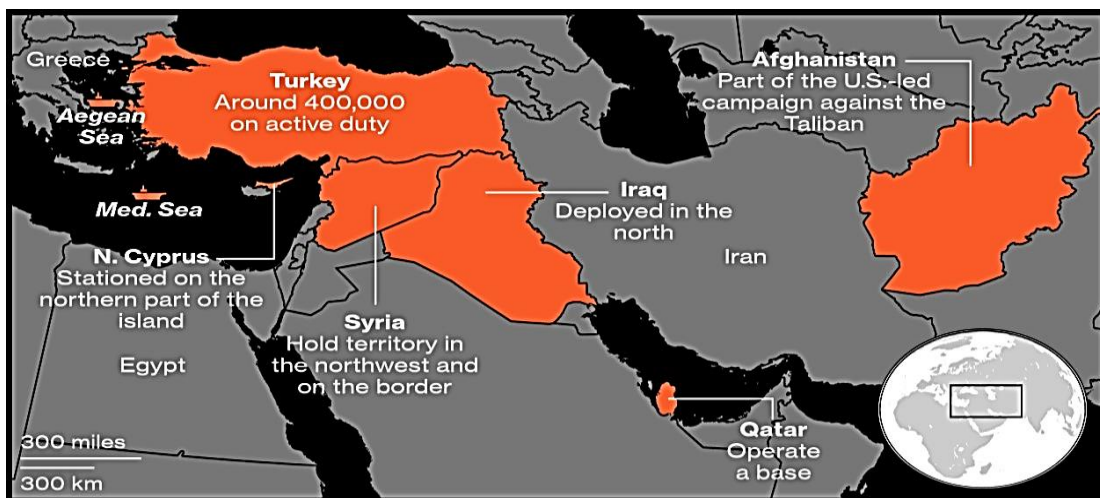 Greece
Aegean
Sea
Turkey
Around 400,000
on active duty
Afghanistan
Part of the U.S.-led
campaign against the
Taliban
Med. Sea
Iraq
Deployed in the
north
Iran
N. Cyprus
Stationed on the
northern part of the
island
Syria
Hold territory in
the northwest and
on the border
Egypt
Qatar
Operate
a base
300 miles
300 km